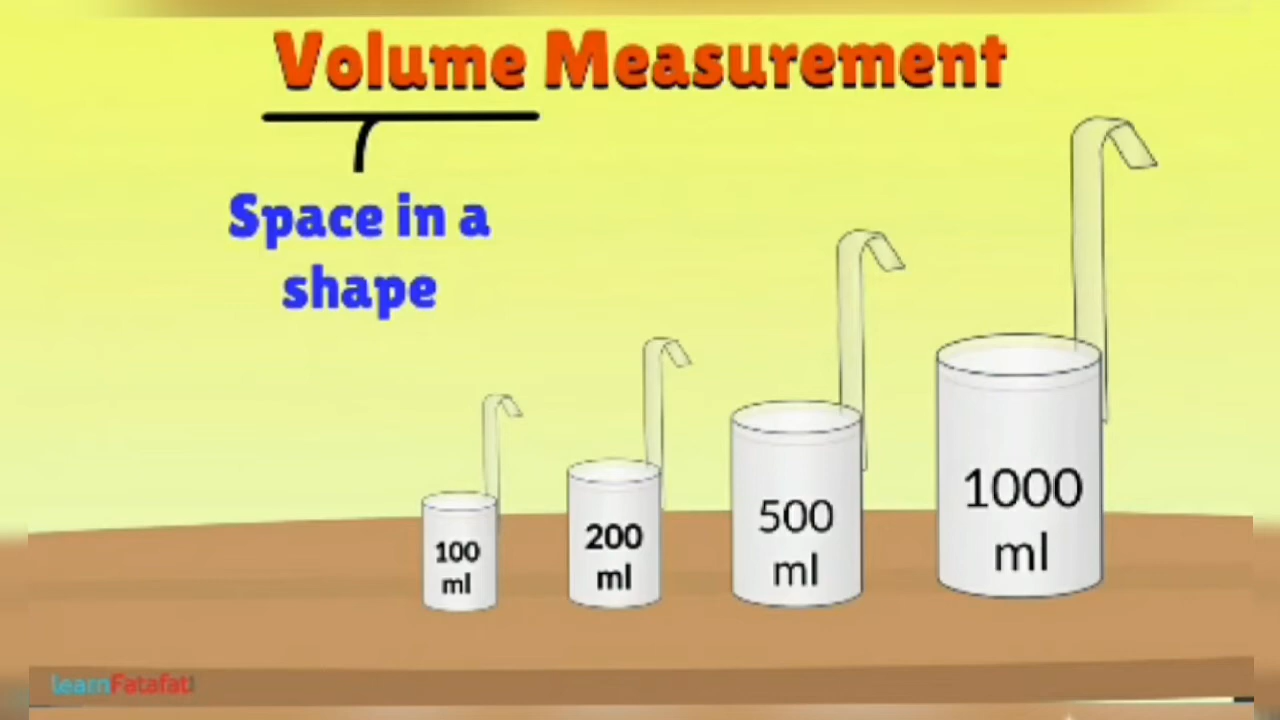 Volume Measurement
Space in a
shape
100
ml
200
ml
500
ml
1000
ml
learnFatafat